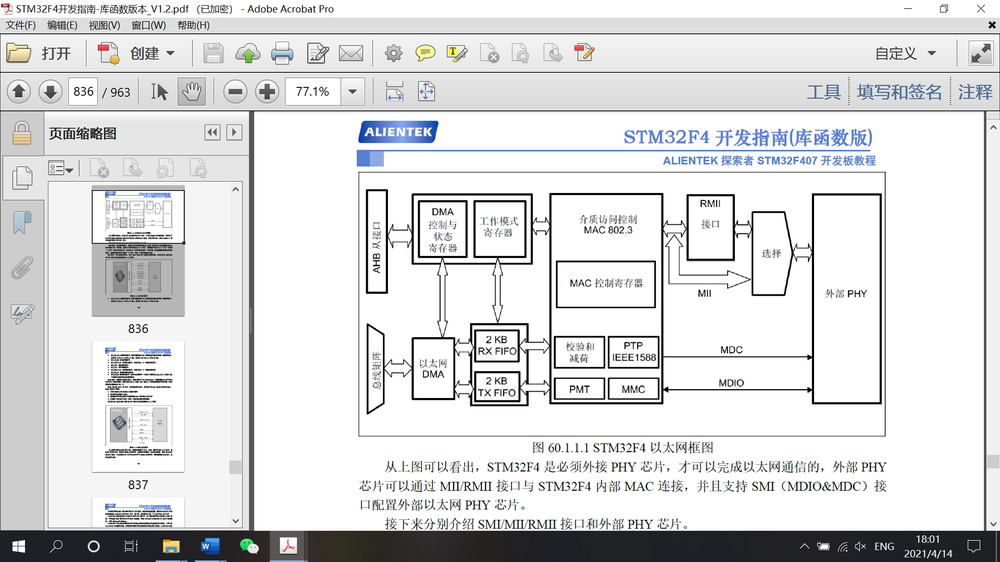 STM32F4开发指南-库函数版本_V1.2.pdf （已加密） - Adobe Acrobat Pro
文件(F) 编辑(E) 视图(V) 窗口(W) 帮助(H)
打开 创建 自定义
836 / 963 77.1% 工具 填写和签名 注释
页面缩略图
836
837
ALIENTEK
STM32F4 开发指南(库函数版)
ALIENTEK 探索者 STM32F407 开发板教程
AHB 从接口
DMA
控制与
状态
寄存器
工作模式
寄存器
介质访问控制
MAC 802.3
RMII
接口
选择
MAC 控制寄存器
MII
外部 PHY
总线矩阵
以太网
DMA
2 KB
RX FIFO
2 KB
TX FIFO
校验和
减荷
PTP
IEEE1588
PMT
MMC
MDC
MDIO
图 60.1.1.1 STM32F4 以太网框图
从上图可以看出，STM32F4 是必须外接 PHY 芯片，才可以完成以太网通信的，外部 PHY
芯片可以通过 MII/RMII 接口与 STM32F4 内部 MAC 连接，并且支持 SMI（MDIO&MDC）接
口配置外部以太网 PHY 芯片。
接下来分别介绍 SMI/MII/RMII 接口和外部 PHY 芯片。
ENG
18:01
2021/4/14